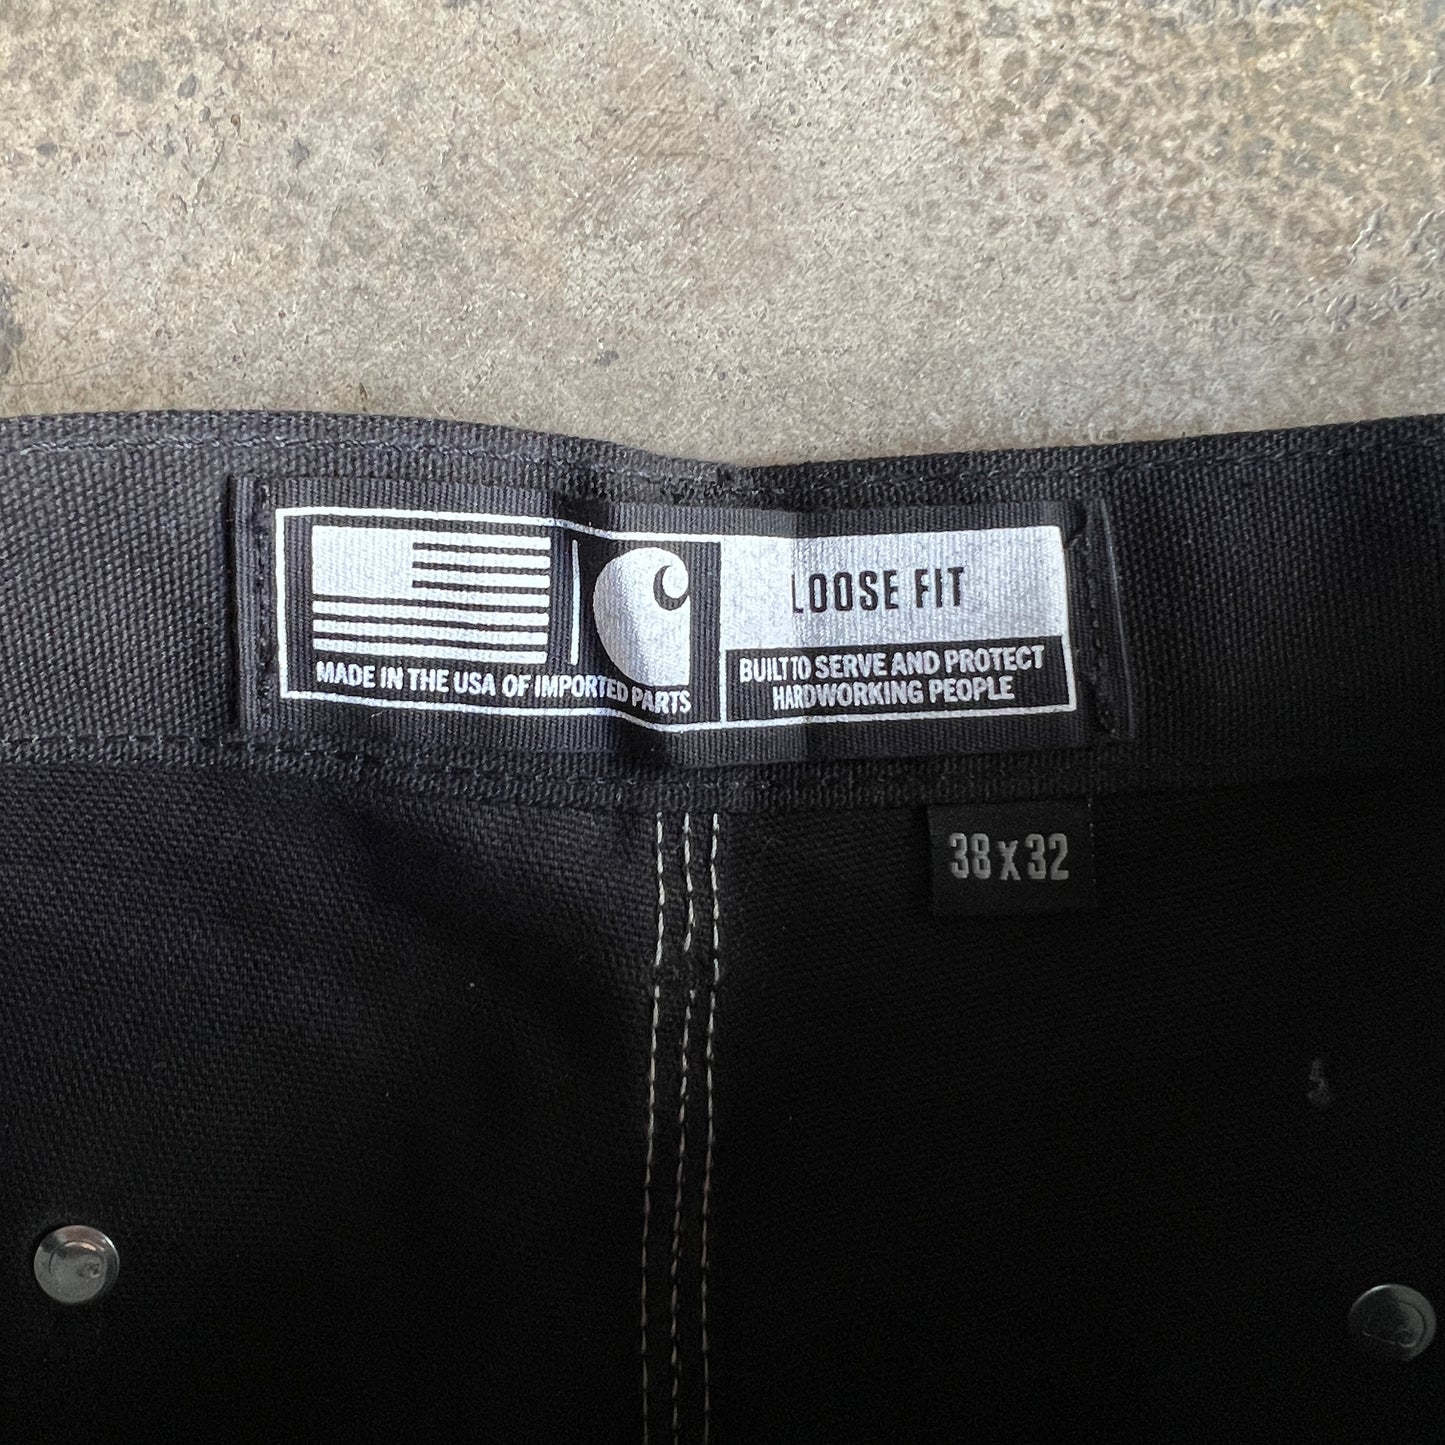 MADE IN THE USA OF IMPORTED PARTS
LOOSE FIT
BUILT TO SERVE AND PROTECT
HARDWORKING PEOPLE
38 X 32